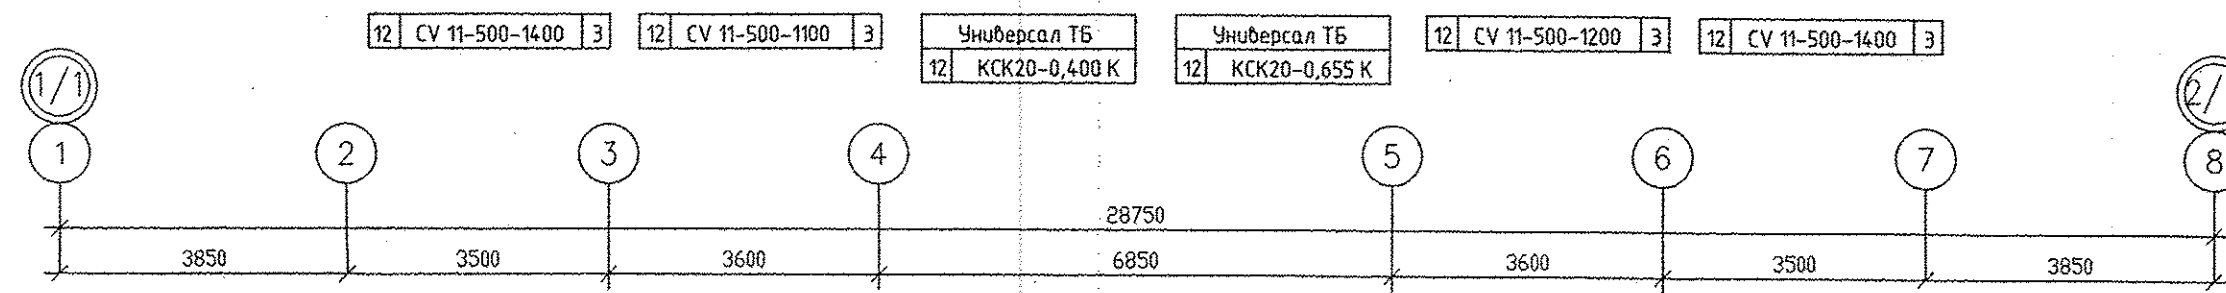 12 CV 11-500-1400 3
12 CV 11-500-1100 3
Универсал ТБ
12 КСК20-0,400 К
Универсал ТБ
12 КСК20-0,655 К
12 CV 11-500-1200 3
12 CV 11-500-1400 3
1/1
2/
1 2 3 4 5 6 7 8
28750
3850 3500 3600 6850 3600 3500 3850